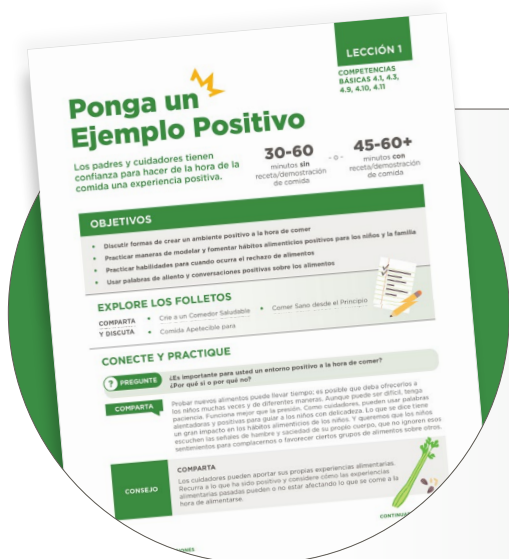 LECCIÓN 1
COMPETENCIAS
BÁSICAS 4.1, 4.3,
4.9, 4.10, 4.11
Ponga un
Ejemplo Positivo
Los padres y cuidadores tienen
confianza para hacer de la hora de la
comida una experiencia positiva.
30-60
minutos sin
receta/demostración
de comida
- o -
45-60+
minutos con
receta/demostración
de comida
OBJETIVOS
• Discutir formas de crear un ambiente positivo a la hora de comer
• Practicar maneras de modelar y fomentar hábitos alimenticios positivos para los niños y la familia
• Practicar habilidades para cuando ocurra el rechazo de alimentos
• Usar palabras de aliento y conversaciones positivas sobre los alimentos
EXPLORE LOS FOLLETOS
COMPARTA
Y DISCUTA
• Crie a un Comedor Saludable
• Comer Sano desde el Principio
• Comida Apetecible para
CONECTE Y PRACTIQUE
? PREGUNTE
¿Es importante para usted un entorno positivo a la hora de comer?
¿Por qué sí o por qué no?
COMPARTA
Probar nuevos alimentos puede llevar tiempo; es posible que deba ofrecerlos a
los niños muchas veces y de diferentes maneras. Aunque puede ser difícil, tenga
paciencia. Funciona mejor que la presión. Como cuidadores, pueden usar palabras
alentadoras y positivas para guiar a los niños con delicadeza. Lo que se dice tiene
un gran impacto en los hábitos alimenticios de los niños. Y queremos que los niños
escuchen las señales de hambre y saciedad de su propio cuerpo, que no ignoren esos
sentimientos para complacernos o favorecer ciertos grupos de alimentos sobre otros.
CONSEJO
COMPARTA
Los cuidadores pueden aportar sus propias experiencias alimentarias.
Recurra a lo que ha sido positivo y considere cómo las experiencias
alimentarias pasadas pueden o no estar afectando lo que se come a la
hora de alimentarse.